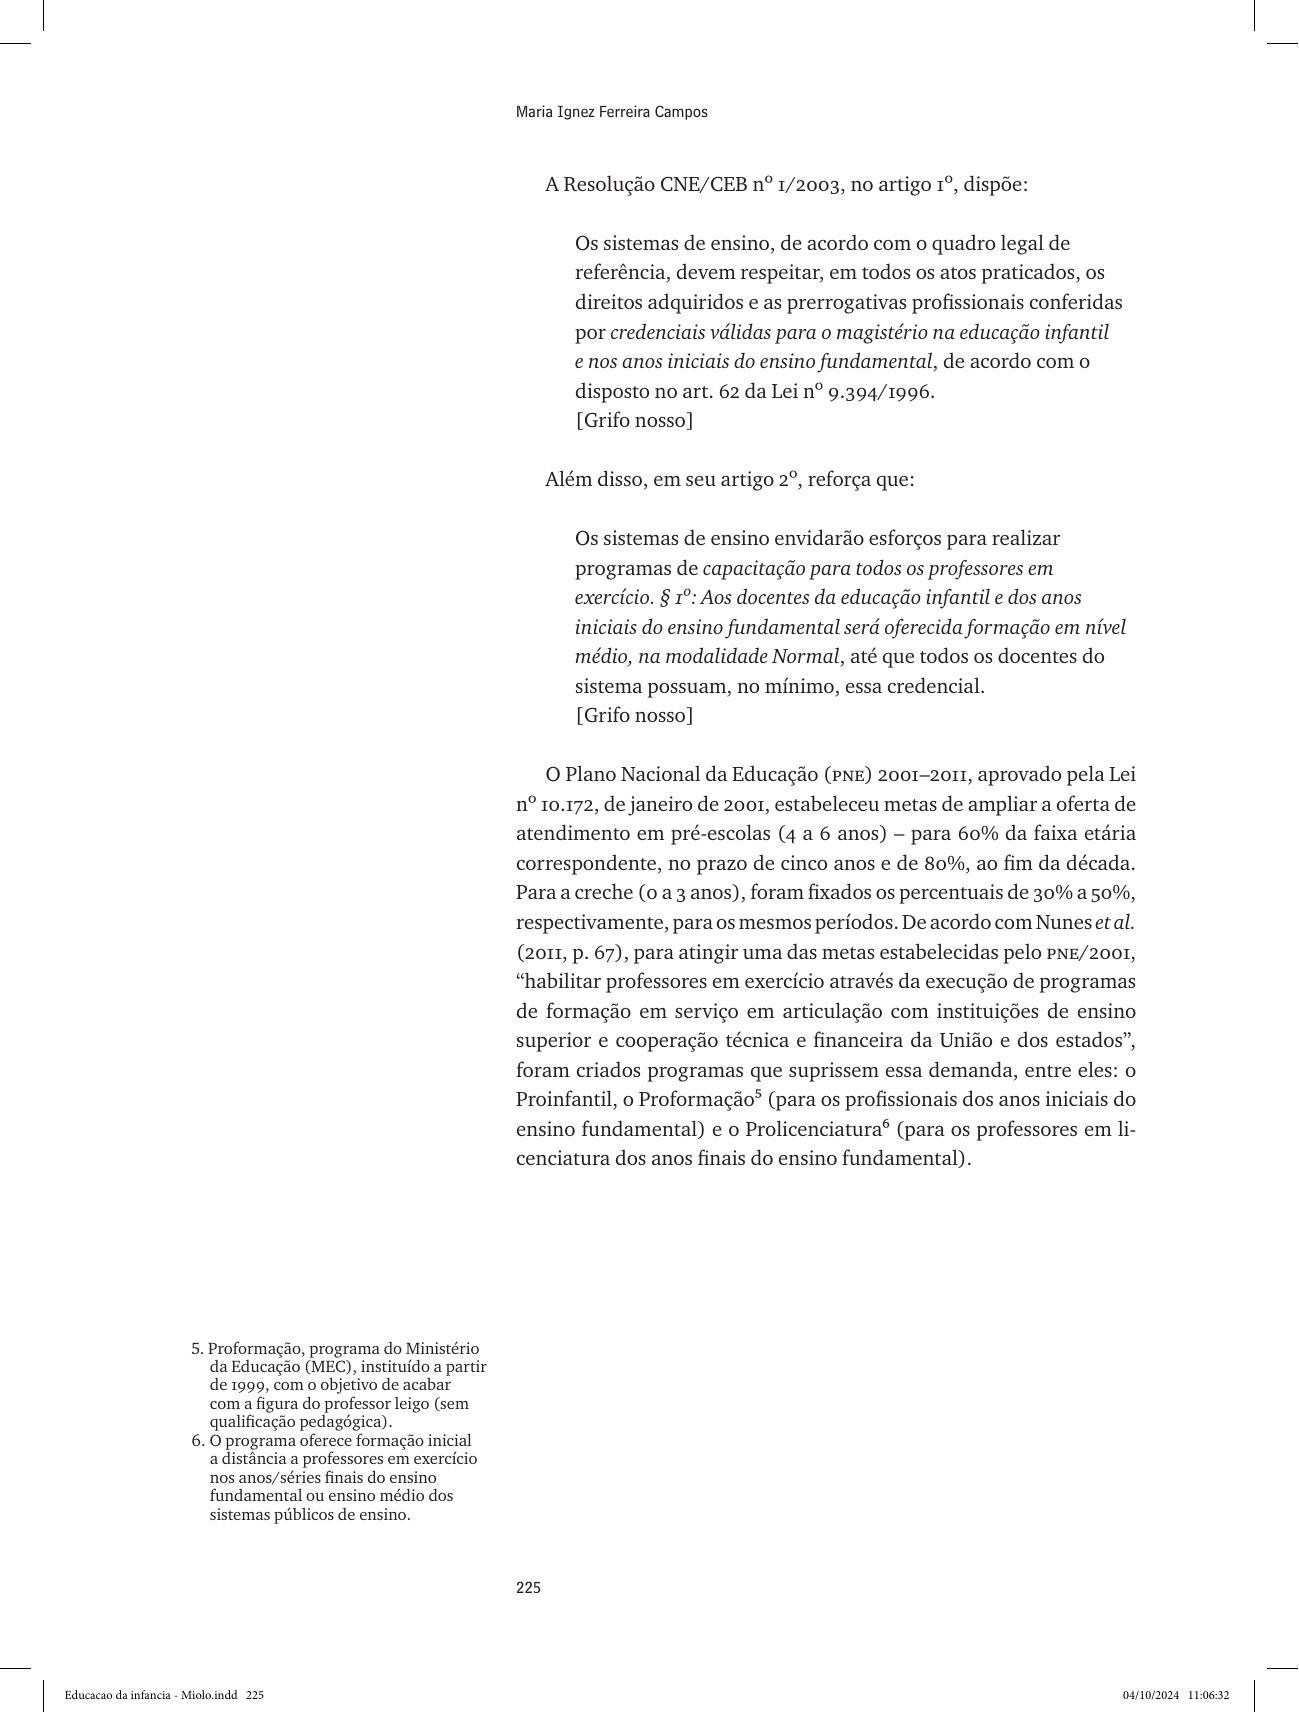 Maria Ignez Ferreira Campos
A Resolução CNE/CEB nº 1/2003, no artigo 1º, dispõe:
Os sistemas de ensino, de acordo com o quadro legal de
referência, devem respeitar, em todos os atos praticados, os
direitos adquiridos e as prerrogativas profissionais conferidas
por credenciais válidas para o magistério na educação infantil
e nos anos iniciais do ensino fundamental, de acordo com o
disposto no art. 62 da Lei nº 9.394/1996.
[Grifo nosso]
Além disso, em seu artigo 2º, reforça que:
Os sistemas de ensino envidarão esforços para realizar
programas de capacitação para todos os professores em
exercício. § 1º: Aos docentes da educação infantil e dos anos
iniciais do ensino fundamental será oferecida formação em nível
médio, na modalidade Normal, até que todos os docentes do
sistema possuam, no mínimo, essa credencial.
[Grifo nosso]
O Plano Nacional da Educação (PNE) 2001–2011, aprovado pela Lei
nº 10.172, de janeiro de 2001, estabeleceu metas de ampliar a oferta de
atendimento em pré-escolas (4 a 6 anos) – para 60% da faixa etária
correspondente, no prazo de cinco anos e de 80%, ao fim da década.
Para a creche (0 a 3 anos), foram fixados os percentuais de 30% a 50%,
respectivamente, para os mesmos períodos. De acordo com Nunes et al.
(2011, p. 67), para atingir uma das metas estabelecidas pelo PNE/2001,
“habilitar professores em exercício através da execução de programas
de formação em serviço em articulação com instituições de ensino
superior e cooperação técnica e financeira da União e dos estados”,
foram criados programas que suprissem essa demanda, entre eles: o
Proinfantil, o Proformação⁵ (para os profissionais dos anos iniciais do
ensino fundamental) e o Prolicenciatura⁶ (para os professores em li-
cenciatura dos anos finais do ensino fundamental).
5. Proformação, programa do Ministério
da Educação (MEC), instituído a partir
de 1999, com o objetivo de acabar
com a figura do professor leigo (sem
qualificação pedagógica).
6. O programa oferece formação inicial
a distância a professores em exercício
nos anos/séries finais do ensino
fundamental ou ensino médio dos
sistemas públicos de ensino.
225
Educacao da infancia - Miolo.indd 225
04/10/2024 11:06:32